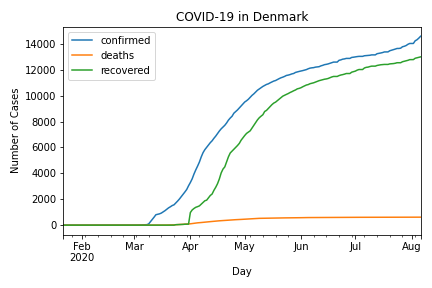 COVID-19 in Denmark
confirmed
deaths
recovered
14000
12000
10000
8000
6000
4000
2000
0
Number of Cases
Feb Mar Apr May Jun Jul Aug
2020
Day